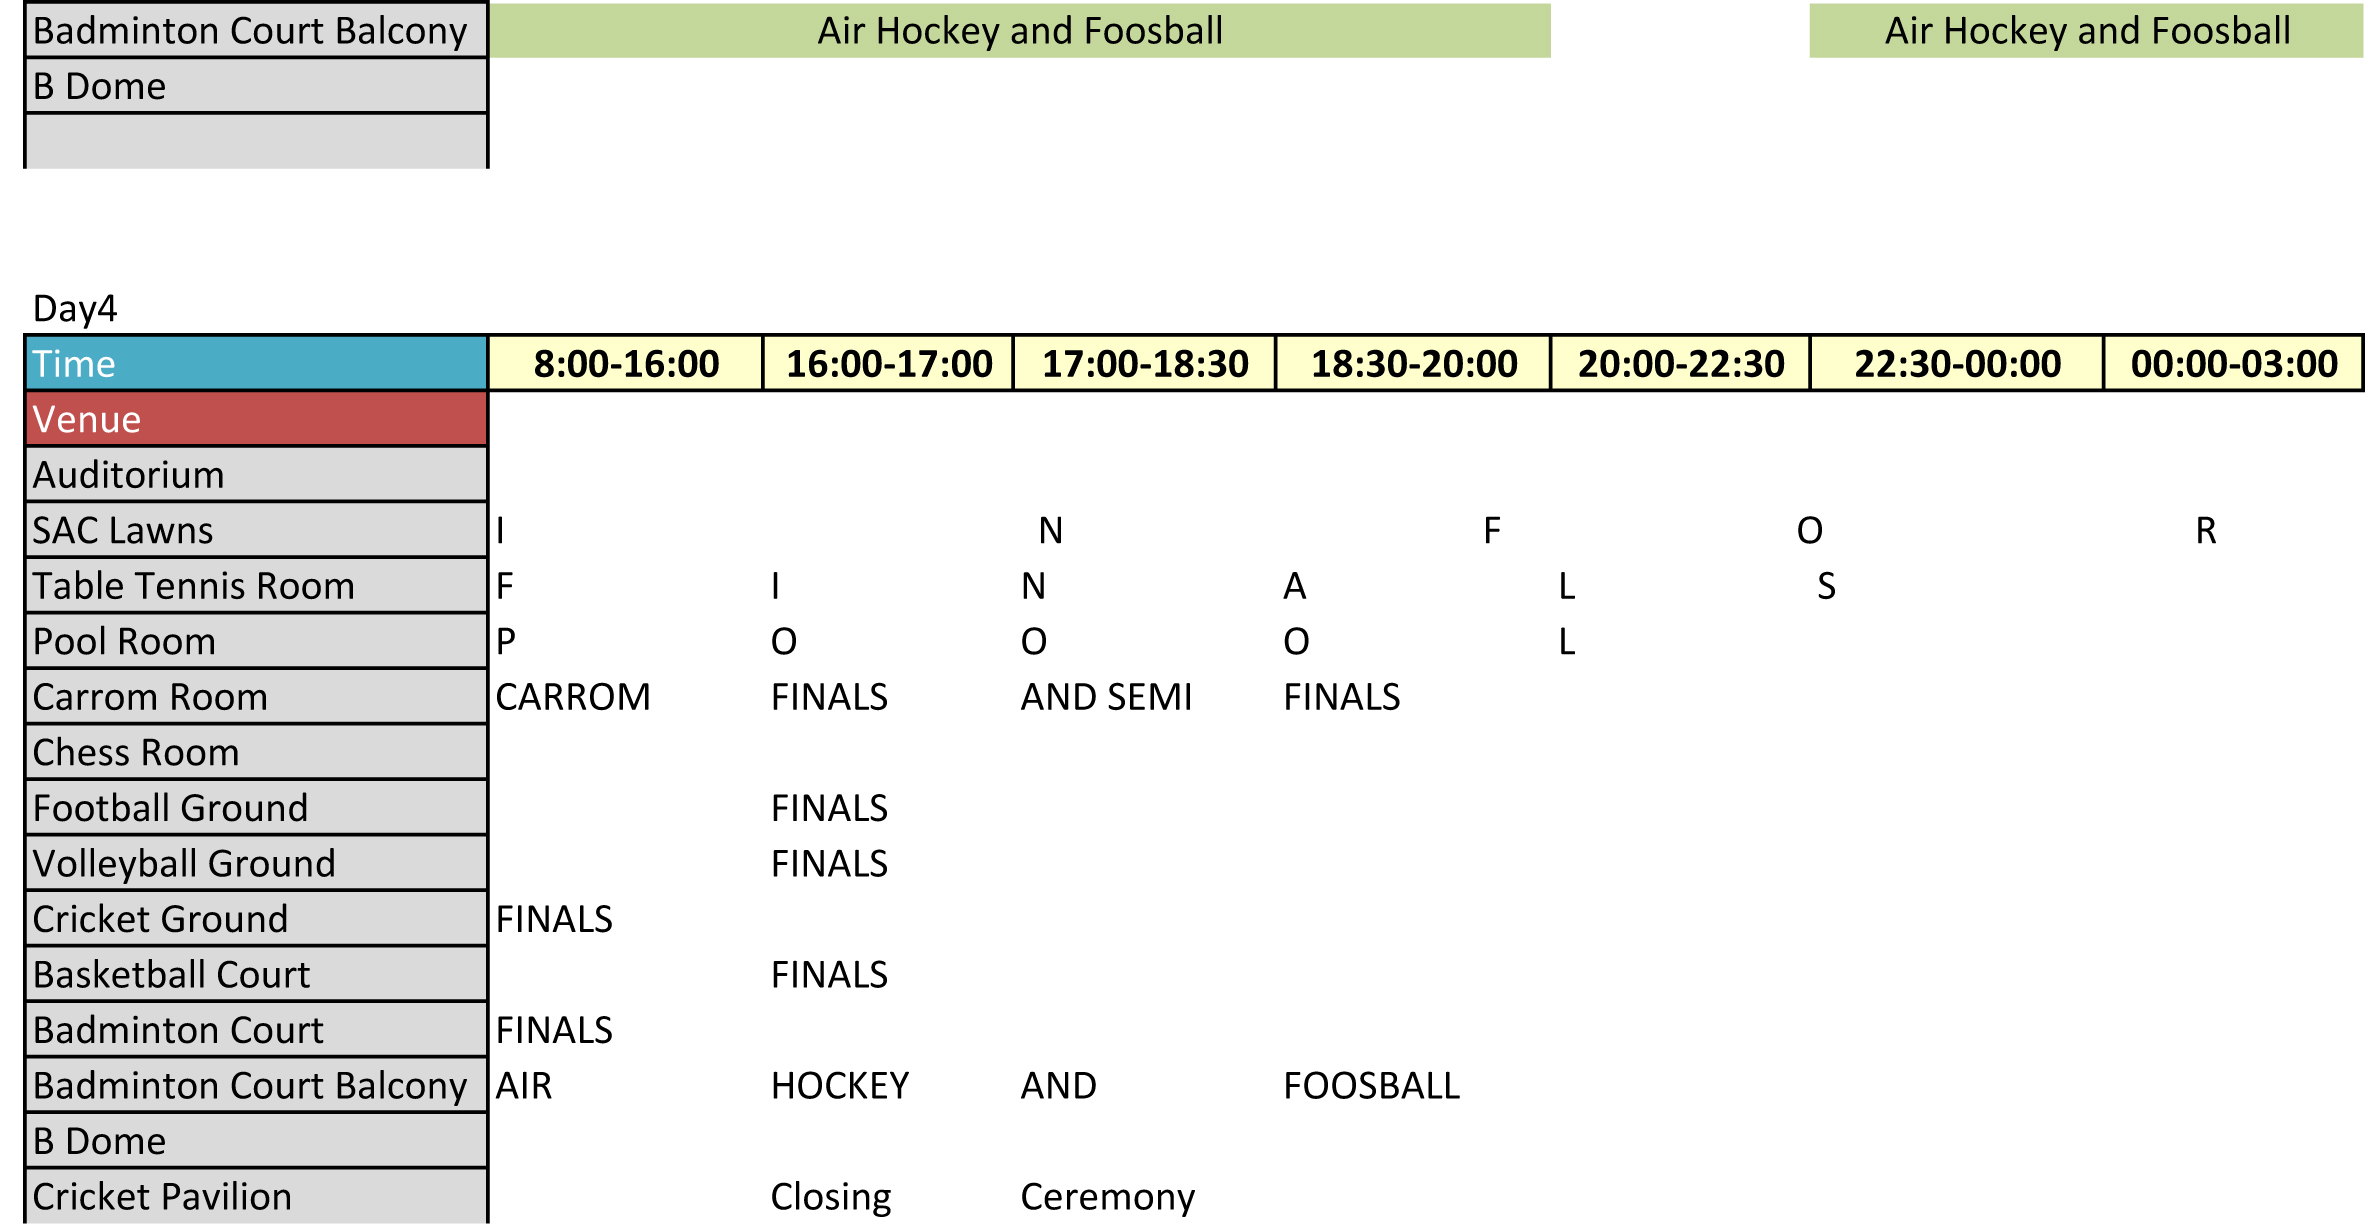 Badminton Court Balcony Air Hockey and Foosball Air Hockey and Foosball
B Dome
Day4
Time 8:00-16:00 16:00-17:00 17:00-18:30 18:30-20:00 20:00-22:30 22:30-00:00 00:00-03:00
Venue
Auditorium
SAC Lawns I N F O R
Table Tennis Room F I N A L S
Pool Room P O O O L
Carrom Room CARROM FINALS AND SEMI FINALS
Chess Room
Football Ground FINALS
Volleyball Ground FINALS
Cricket Ground FINALS
Basketball Court FINALS
Badminton Court FINALS
Badminton Court Balcony AIR HOCKEY AND FOOSBALL
B Dome
Cricket Pavilion Closing Ceremony